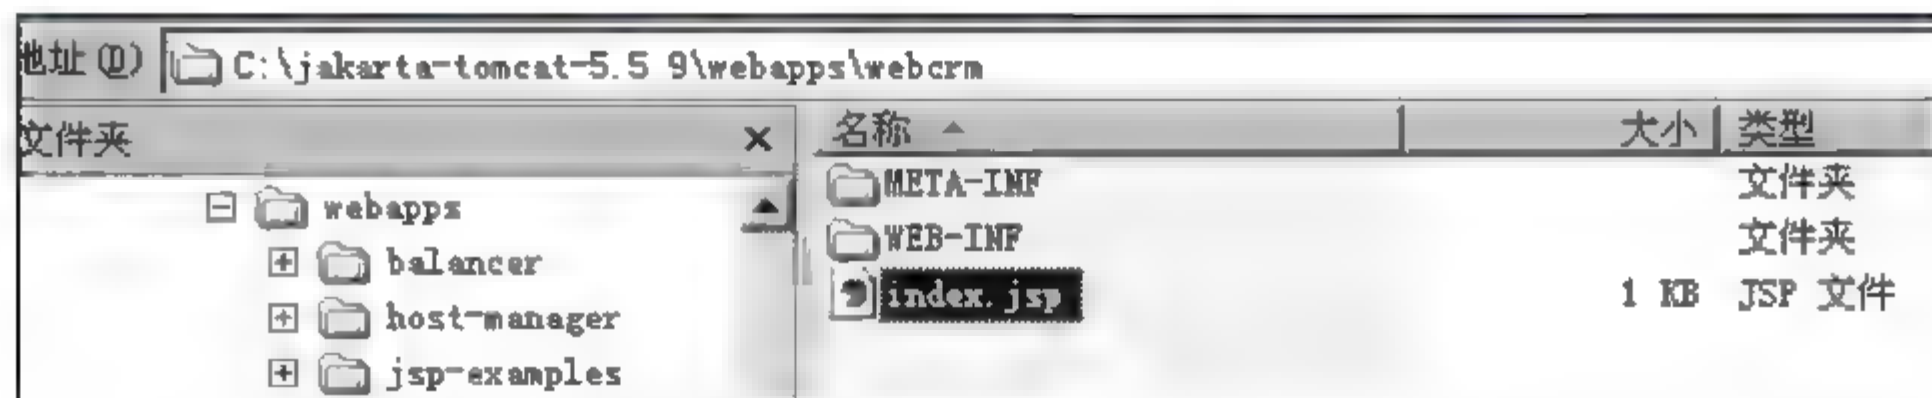 地址(D) C:\jakarta-tomcat-5.5 9\webapps\webcrm
文件夹 ×
名称 大小 类型
webapps
balancer
host-manager
jsp-examples
META-INF 文件夹
WEB-INF 文件夹
index.jsp 1 KB JSP 文件